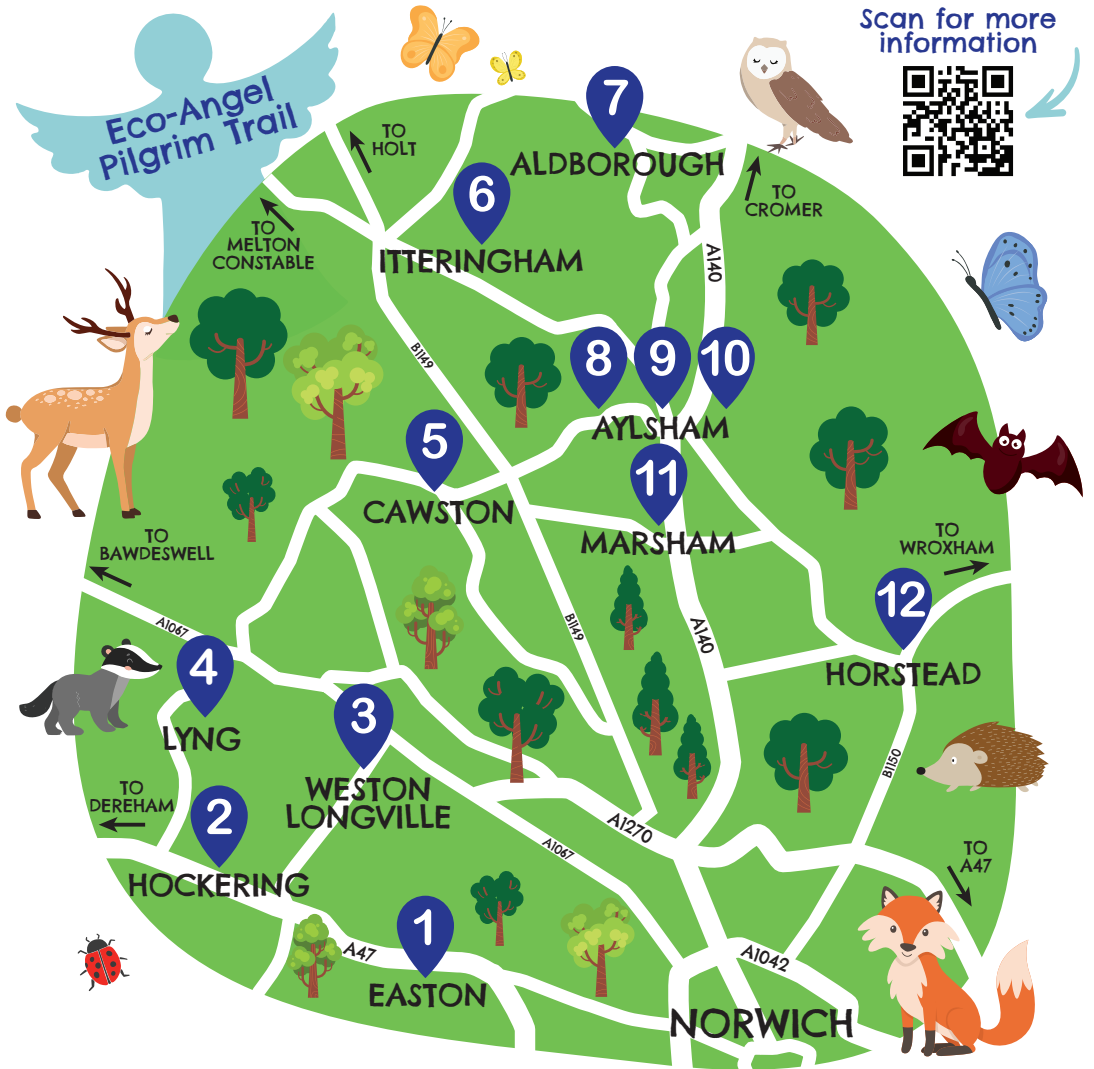 Scan for more
information
Eco-Angel
Pilgrim Trail
7
TO
HOLT
ALDBOROUGH
6
TO
CROMER
TO
MELTON
CONSTABLE
ITTERINGHAM
A140
B1149
8
9
10
AYLSHAM
5
11
CAWSTON
MARSHAM
TO
BAWDESWELL
TO
WROXHAM
12
A1067
B1149
A140
4
HORSTEAD
3
LYNG
B1150
TO
DEREHAM
WESTON
LONGVILLE
2
A1270
A1067
TO
A47
HOCKERING
1
A47
A1042
EASTON
NORWICH